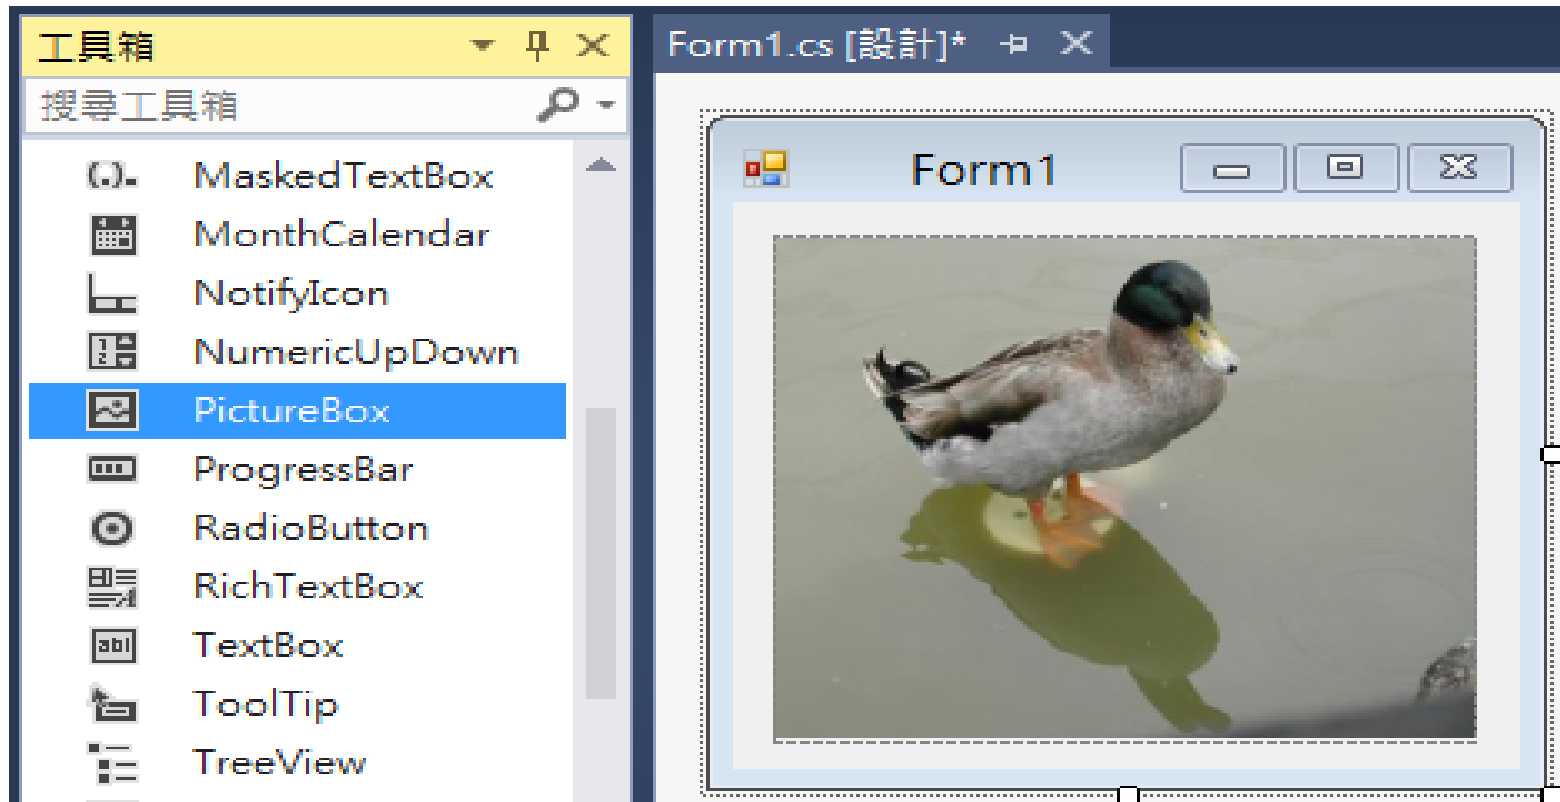 工具箱
搜尋工具箱
MaskedTextBox
MonthCalendar
NotifyIcon
NumericUpDown
PictureBox
ProgressBar
RadioButton
RichTextBox
TextBox
ToolTip
TreeView
Form1.cs [設計]*
Form1